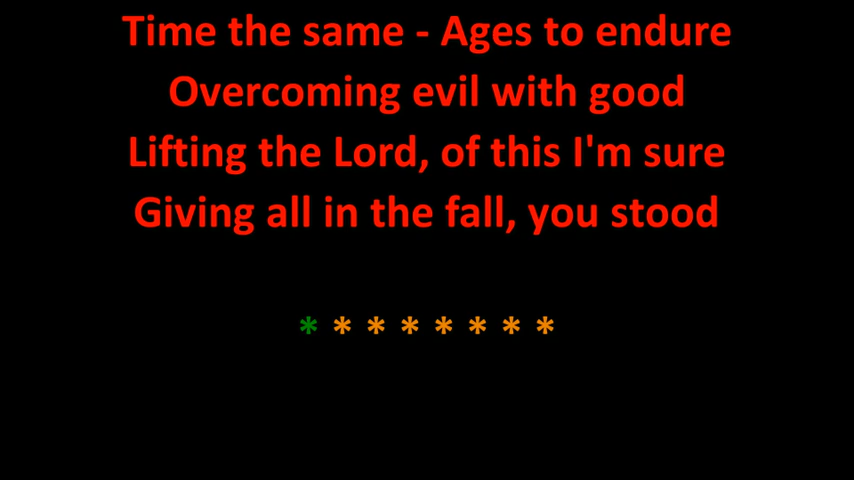 Time the same - Ages to endure
Overcoming evil with good
Lifting the Lord, of this I'm sure
Giving all in the fall, you stood
* * * * * * * *